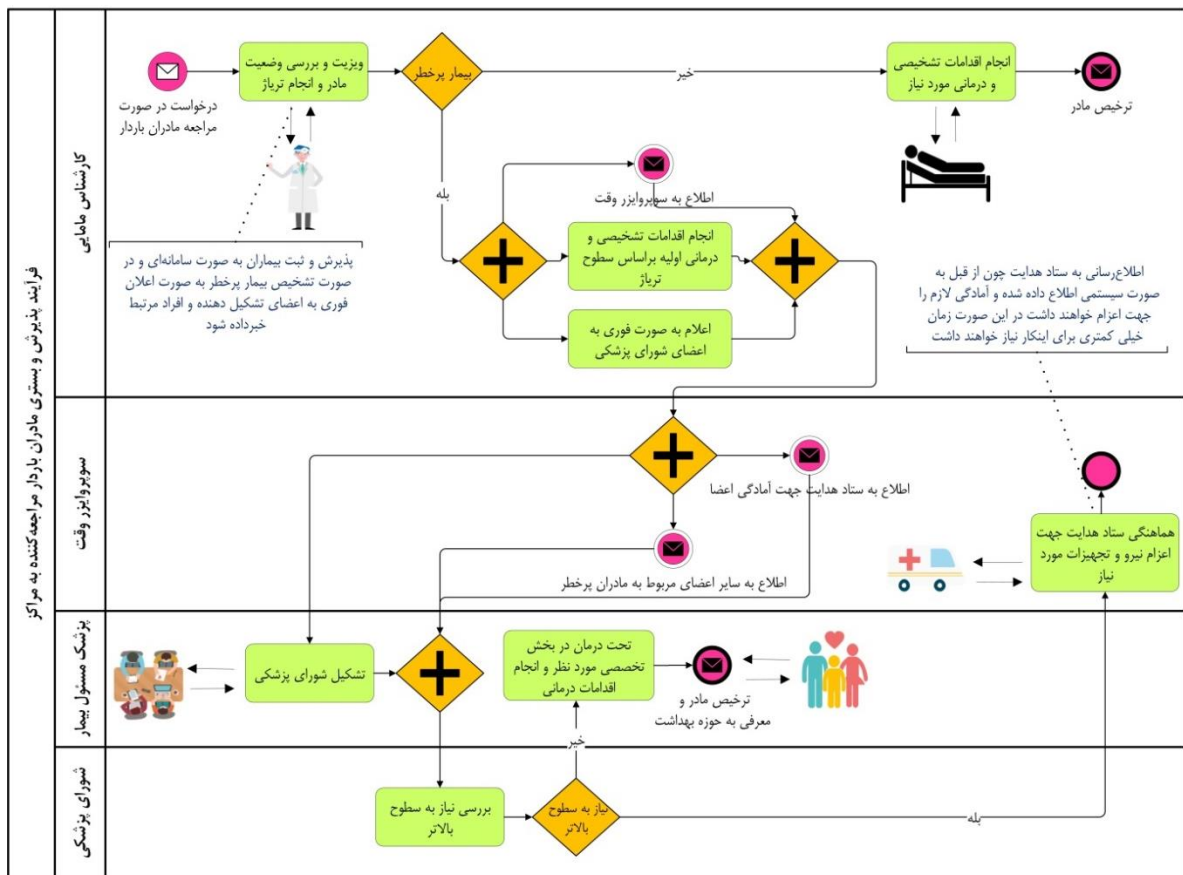 فرآیند پذیرش و بستری مادران باردار مراجعه‌کننده به مراکز
کارشناس مامایی
درخواست در صورت
مراجعه مادران باردار
ویزیت و بررسی وضعیت
مادر و انجام تریاژ
بیمار پرخطر
خیر
انجام اقدامات تشخیصی
و درمانی مورد نیاز
ترخیص مادر
بله
اطلاع به سوپروایزر وقت
انجام اقدامات تشخیصی و
درمانی اولیه براساس سطوح
تریاژ
اعلام به صورت فوری به
اعضای شورای پزشکی
پذیرش و ثبت بیماران به صورت سامانه‌ای و در
صورت تشخیص بیمار پرخطر به صورت اعلان
فوری به اعضای تشکیل دهنده و افراد مرتبط
خبرداده شود
اطلاع‌رسانی به ستاد هدایت چون از قبل به
صورت سیستمی اطلاع داده شده و آمادگی لازم را
جهت اعزام خواهند داشت در این صورت زمان
خیلی کمتری برای اینکار نیاز خواهند داشت
سوپروایزر وقت
اطلاع به ستاد هدایت جهت آمادگی اعضا
اطلاع به سایر اعضای مربوط به مادران پرخطر
هماهنگی ستاد هدایت جهت
اعزام نیرو و تجهیزات مورد
نیاز
پزشک مسئول بیمار
تشکیل شورای پزشکی
تحت درمان در بخش
تخصصی مورد نظر و انجام
اقدامات درمانی
ترخیص مادر و
معرفی به حوزه بهداشت
خیر
شورای پزشکی
بررسی نیاز به سطوح
بالاتر
نیاز به سطوح
بالاتر
بله